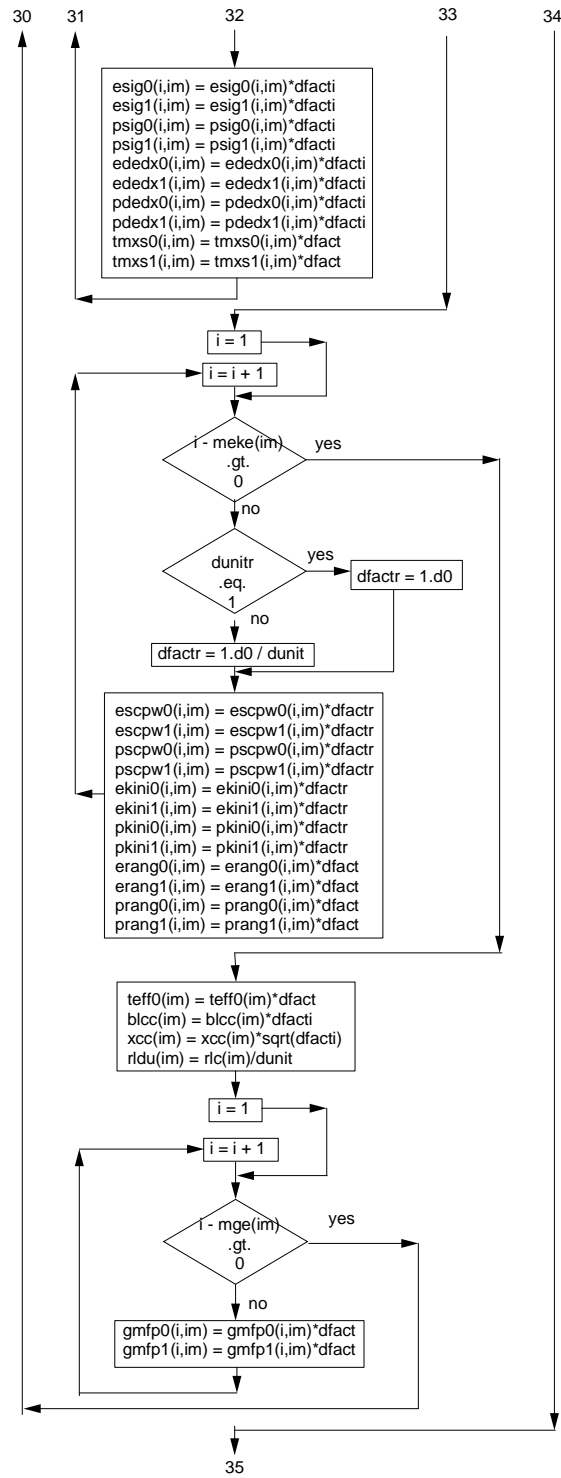 30
31
32
33
34
esig0(i,im) = esig0(i,im)*dfacti
esig1(i,im) = esig1(i,im)*dfacti
psig0(i,im) = psig0(i,im)*dfacti
psig1(i,im) = psig1(i,im)*dfacti
ededx0(i,im) = ededx0(i,im)*dfacti
ededx1(i,im) = ededx1(i,im)*dfacti
pdedx0(i,im) = pdedx0(i,im)*dfacti
pdedx1(i,im) = pdedx1(i,im)*dfacti
tmxs0(i,im) = tmxs0(i,im)*dfact
tmxs1(i,im) = tmxs1(i,im)*dfact
i = 1
i = i + 1
i - meke(im)
.gt.
0
yes
no
dunitr
.eq.
1
yes
dfactr = 1.d0
no
dfactr = 1.d0 / dunit
escpw0(i,im) = escpw0(i,im)*dfactr
escpw1(i,im) = escpw1(i,im)*dfactr
pscpw0(i,im) = pscpw0(i,im)*dfactr
pscpw1(i,im) = pscpw1(i,im)*dfactr
ekini0(i,im) = ekini0(i,im)*dfactr
ekini1(i,im) = ekini1(i,im)*dfactr
pkini0(i,im) = pkini0(i,im)*dfactr
pkini1(i,im) = pkini1(i,im)*dfactr
erang0(i,im) = erang0(i,im)*dfact
erang1(i,im) = erang1(i,im)*dfact
prang0(i,im) = prang0(i,im)*dfact
prang1(i,im) = prang1(i,im)*dfact
teff0(im) = teff0(im)*dfact
blcc(im) = blcc(im)*dfacti
xcc(im) = xcc(im)*sqrt(dfacti)
rldu(im) = rlc(im)/dunit
i = 1
i = i + 1
i - mge(im)
.gt.
0
yes
no
gmfp0(i,im) = gmfp0(i,im)*dfact
gmfp1(i,im) = gmfp1(i,im)*dfact
35